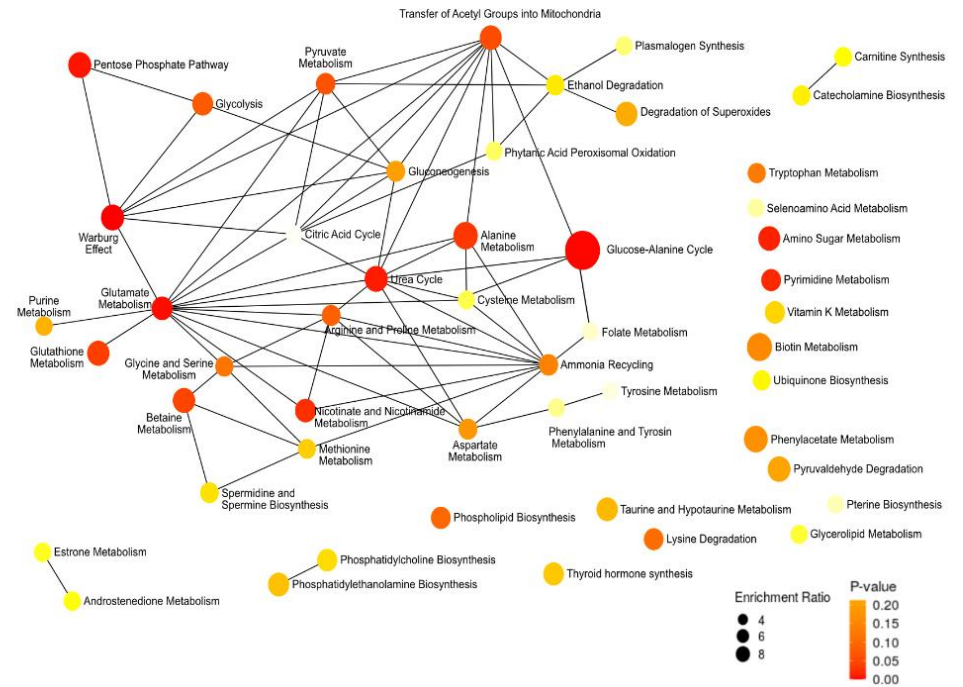 Transfer of Acetyl Groups into Mitochondria
Pyruvate
Metabolism
Plasmalogen Synthesis
Carnitine Synthesis
Pentose Phosphate Pathway
Ethanol Degradation
Catecholamine Biosynthesis
Glycolysis
Degradation of Superoxides
Phytanic Acid Peroxisomal Oxidation
Gluconeogenesis
Tryptophan Metabolism
Selenoamino Acid Metabolism
Warburg
Effect
Citric Acid Cycle
Alanine
Metabolism
Glucose-Alanine Cycle
Amino Sugar Metabolism
Urea Cycle
Pyrimidine Metabolism
Glutamate
Metabolism
Purine
Metabolism
Cysteine Metabolism
Vitamin K Metabolism
Arginine and Proline Metabolism
Folate Metabolism
Glutathione
Metabolism
Biotin Metabolism
Glycine and Serine
Metabolism
Ammonia Recycling
Ubiquinone Biosynthesis
Tyrosine Metabolism
Betaine
Metabolism
Nicotinate and Nicotinamide
Metabolism
Phenylalanine and Tyrosin
Metabolism
Aspartate
Metabolism
Methionine
Metabolism
Phenylacetate Metabolism
Pyruvaldehyde Degradation
Spermidine and
Spermine Biosynthesis
Pterine Biosynthesis
Taurine and Hypotaurine Metabolism
Phospholipid Biosynthesis
Lysine Degradation
Glycerolipid Metabolism
Estrone Metabolism
Phosphatidylcholine Biosynthesis
Thyroid hormone synthesis
Phosphatidylethanolamine Biosynthesis
Androstenedione Metabolism
Enrichment Ratio
4
6
8
P-value
0.20
0.15
0.10
0.05
0.00